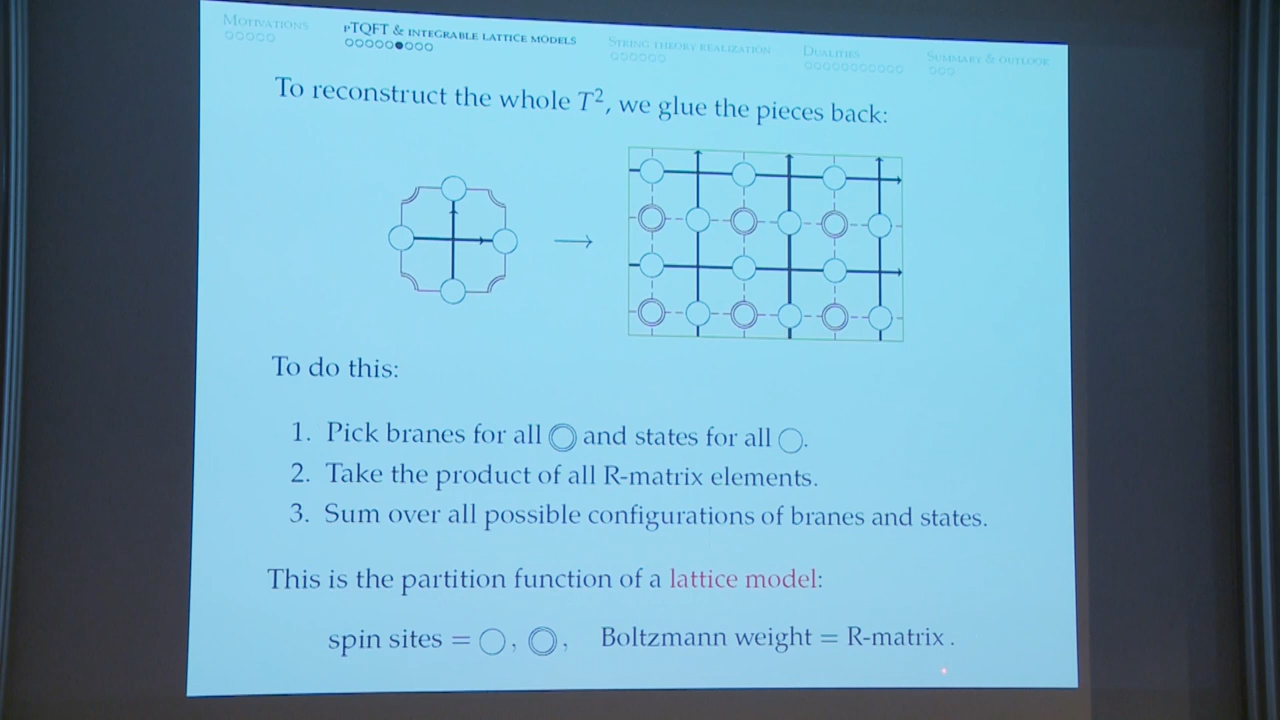 MOTIVATIONS
rTQFT & INTEGRABLE LATTICE MODELS
STRING THEORY REALIZATION
DUALITIES
SUMMARY & OUTLOOK
To reconstruct the whole T², we glue the pieces back:
To do this:
1. Pick branes for all ◎ and states for all ○.
2. Take the product of all R-matrix elements.
3. Sum over all possible configurations of branes and states.
This is the partition function of a lattice model:
spin sites = ○, ◎, Boltzmann weight = R-matrix.